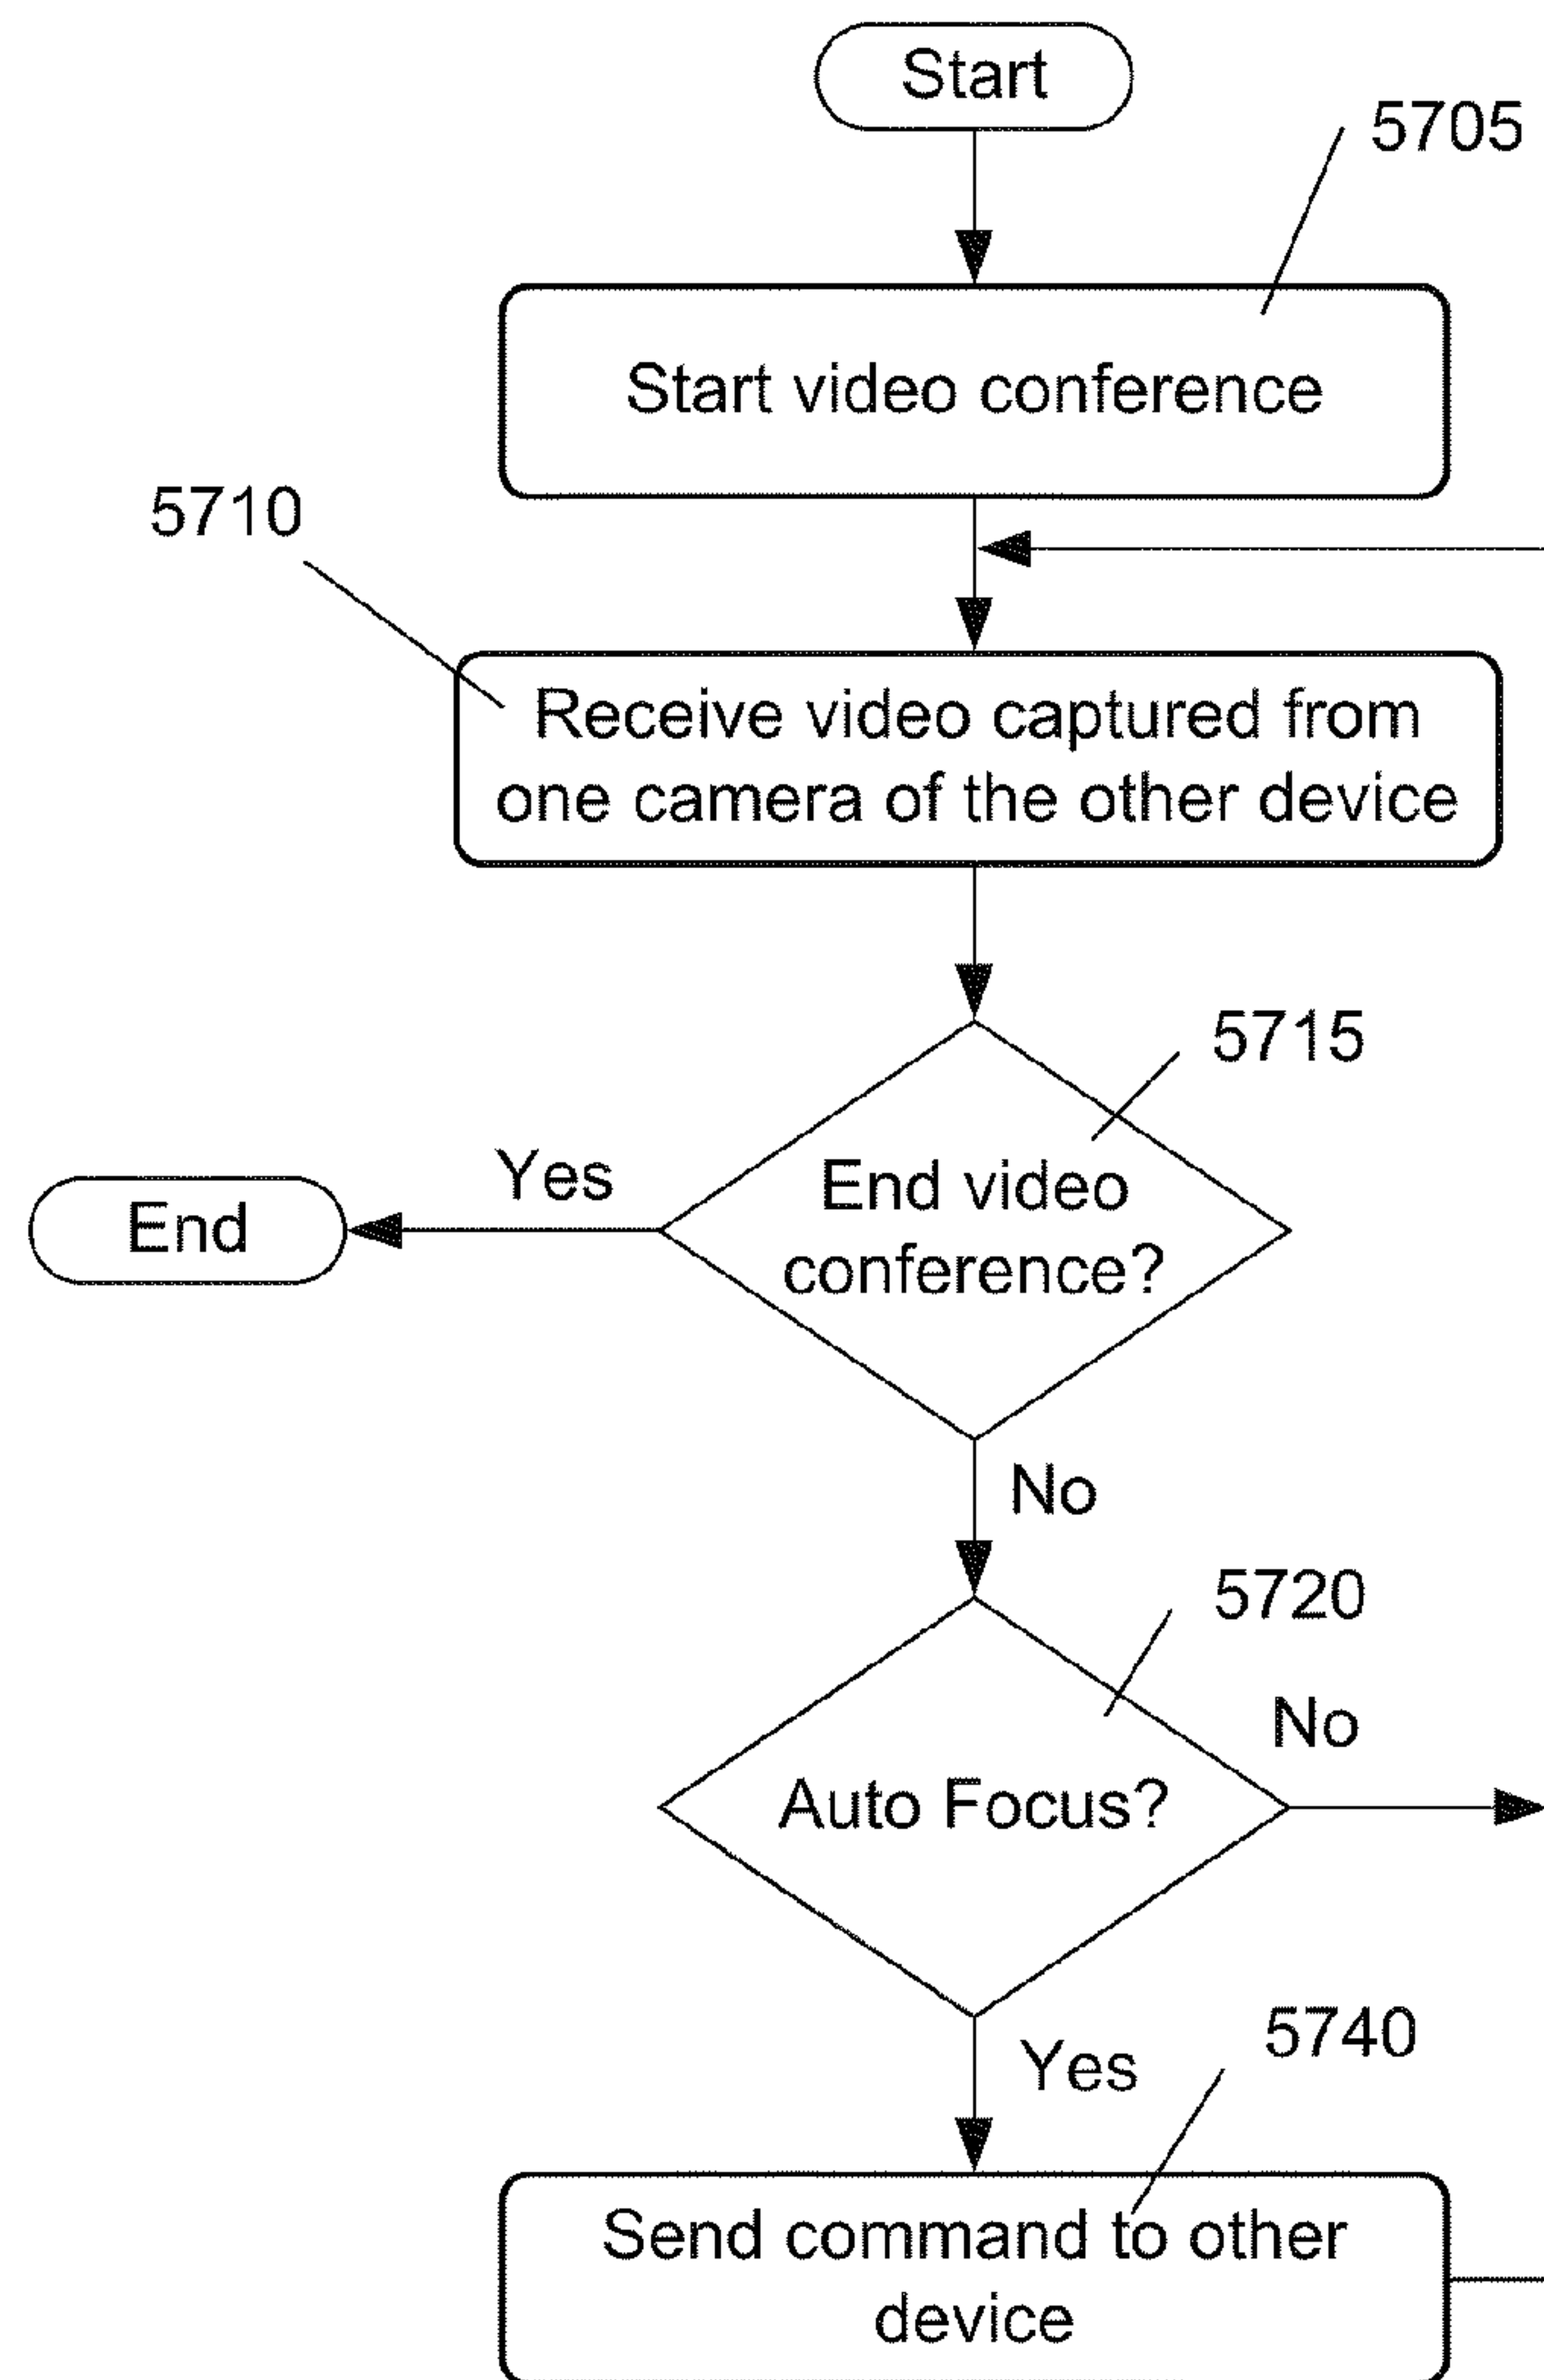 Start
5705
Start video conference
5710
Receive video captured from
one camera of the other device
5715
End video
conference?
Yes
End
No
5720
Auto Focus?
No
Yes
5740
Send command to other
device